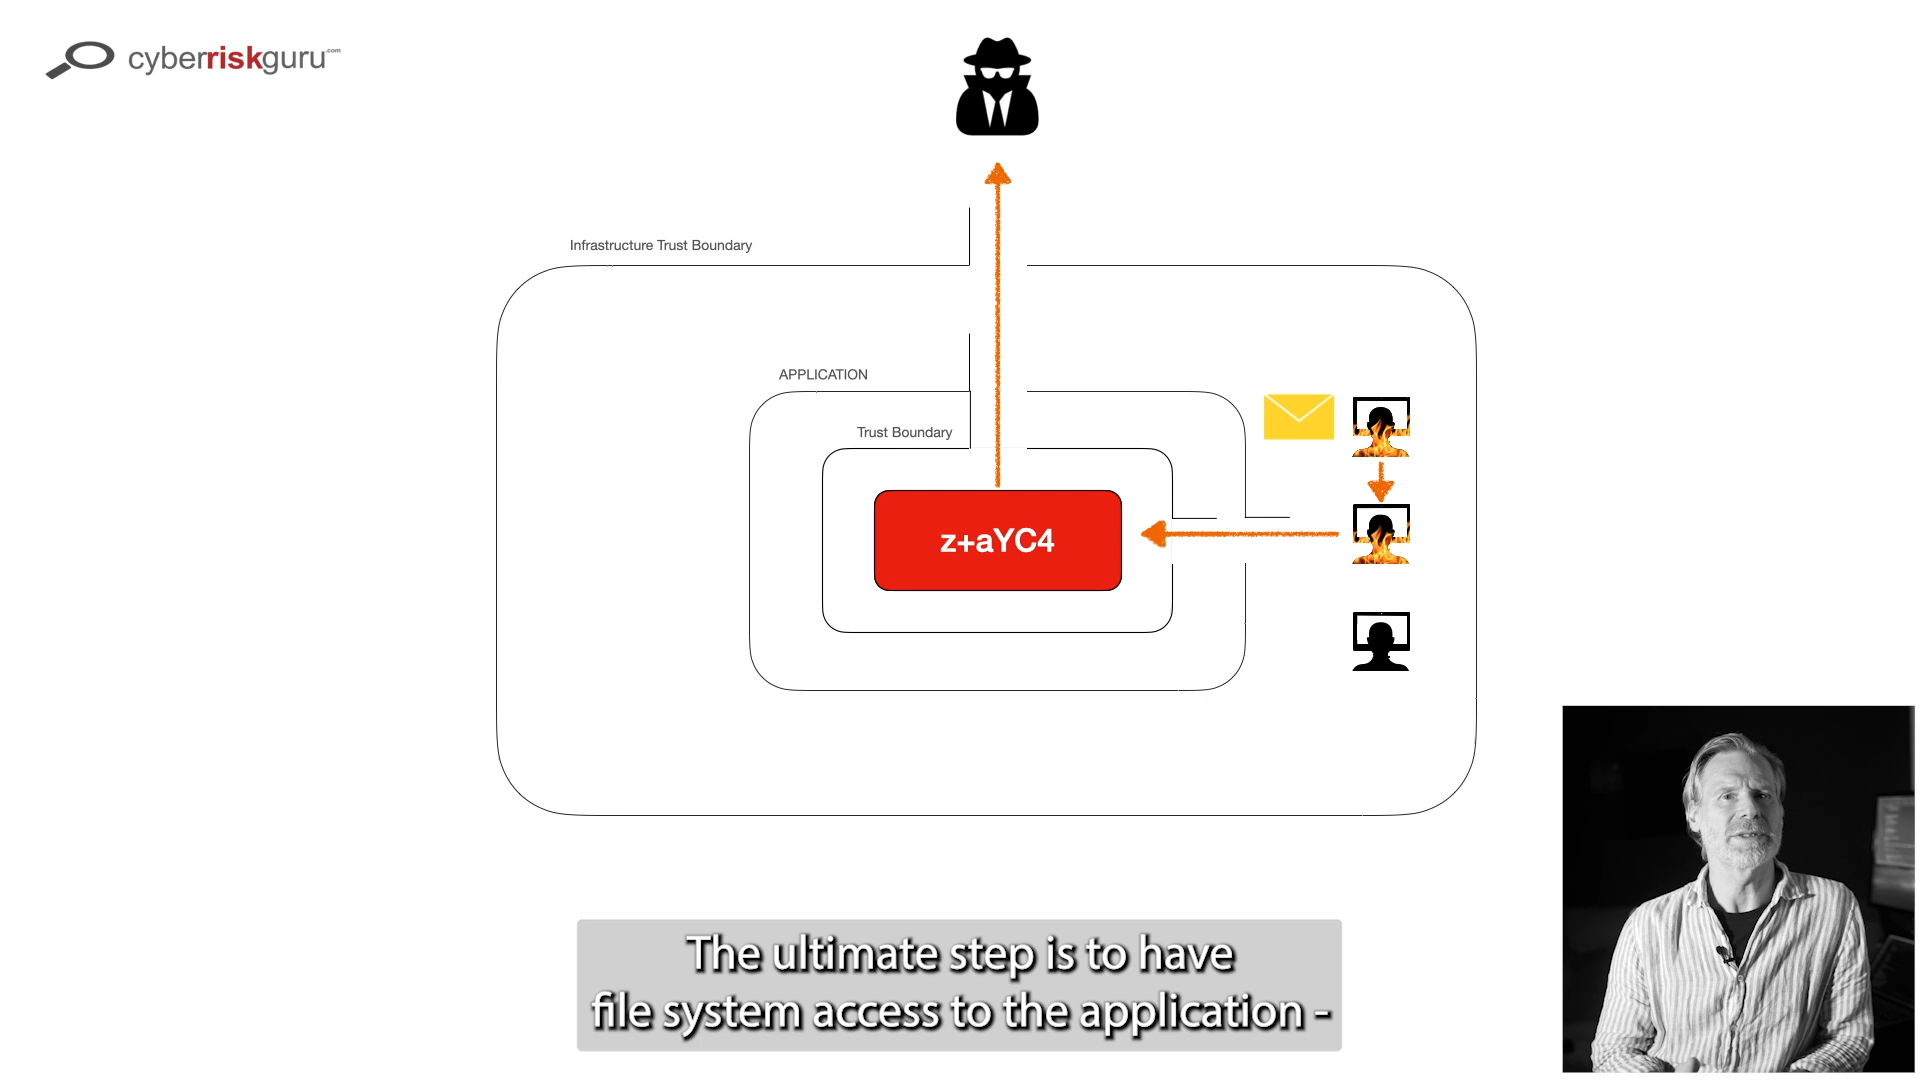 cyberriskguru.com
Infrastructure Trust Boundary
APPLICATION
Trust Boundary
z+aYC4
The ultimate step is to have
file system access to the application -